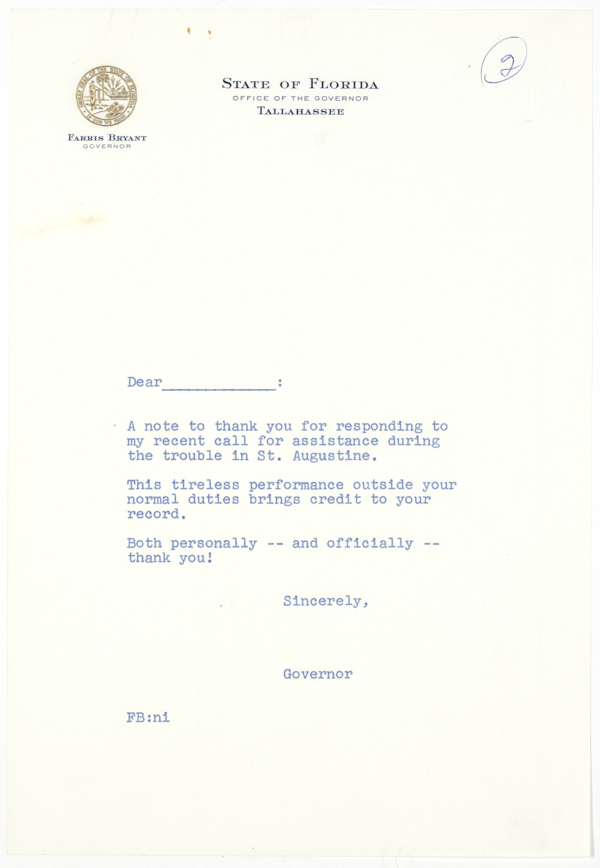 2
STATE OF FLORIDA
OFFICE OF THE GOVERNOR
TALLAHASSEE
FARRIS BRYANT
GOVERNOR
Dear_____________:
A note to thank you for responding to
my recent call for assistance during
the trouble in St. Augustine.
This tireless performance outside your
normal duties brings credit to your
record.
Both personally -- and officially --
thank you!
Sincerely,
Governor
FB:ni